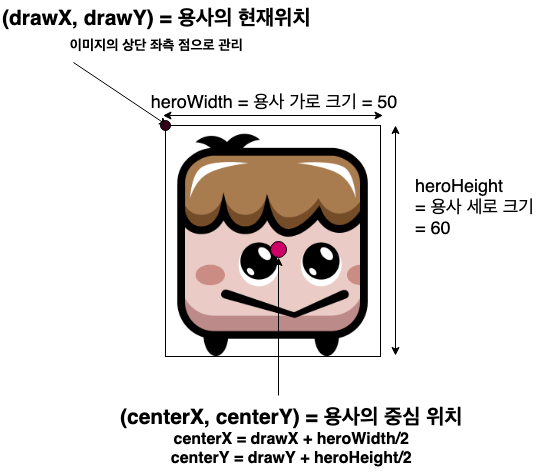 (drawX, drawY) = 용사의 현재위치
이미지의 상단 좌측 점으로 관리
heroWidth = 용사 가로 크기 = 50
heroHeight
= 용사 세로 크기
= 60
(centerX, centerY) = 용사의 중심 위치
centerX = drawX + heroWidth/2
centerY = drawY + heroHeight/2